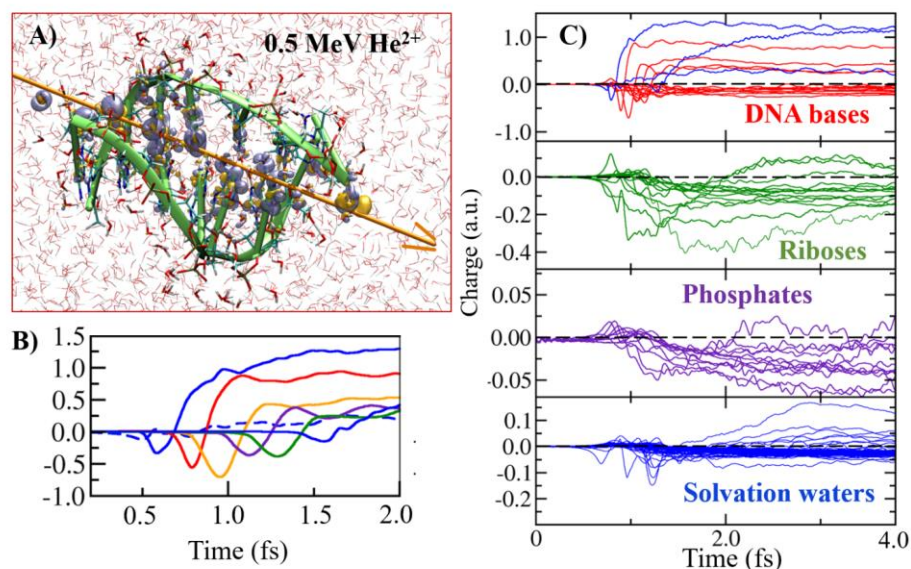 A)
0.5 MeV He²⁺
B)
1.5
1.0
0.5
0.0
-0.5
-1.0
0.5
1.0
1.5
2.0
Time (fs)
C)
Charge (a.u.)
1.0
0.0
-1.0
DNA bases
0.0
-0.2
-0.4
Riboses
0.05
0.00
-0.05
Phosphates
0.1
0.0
-0.1
-0.2
Solvation waters
0
1.0
2.0
4.0
Time (fs)